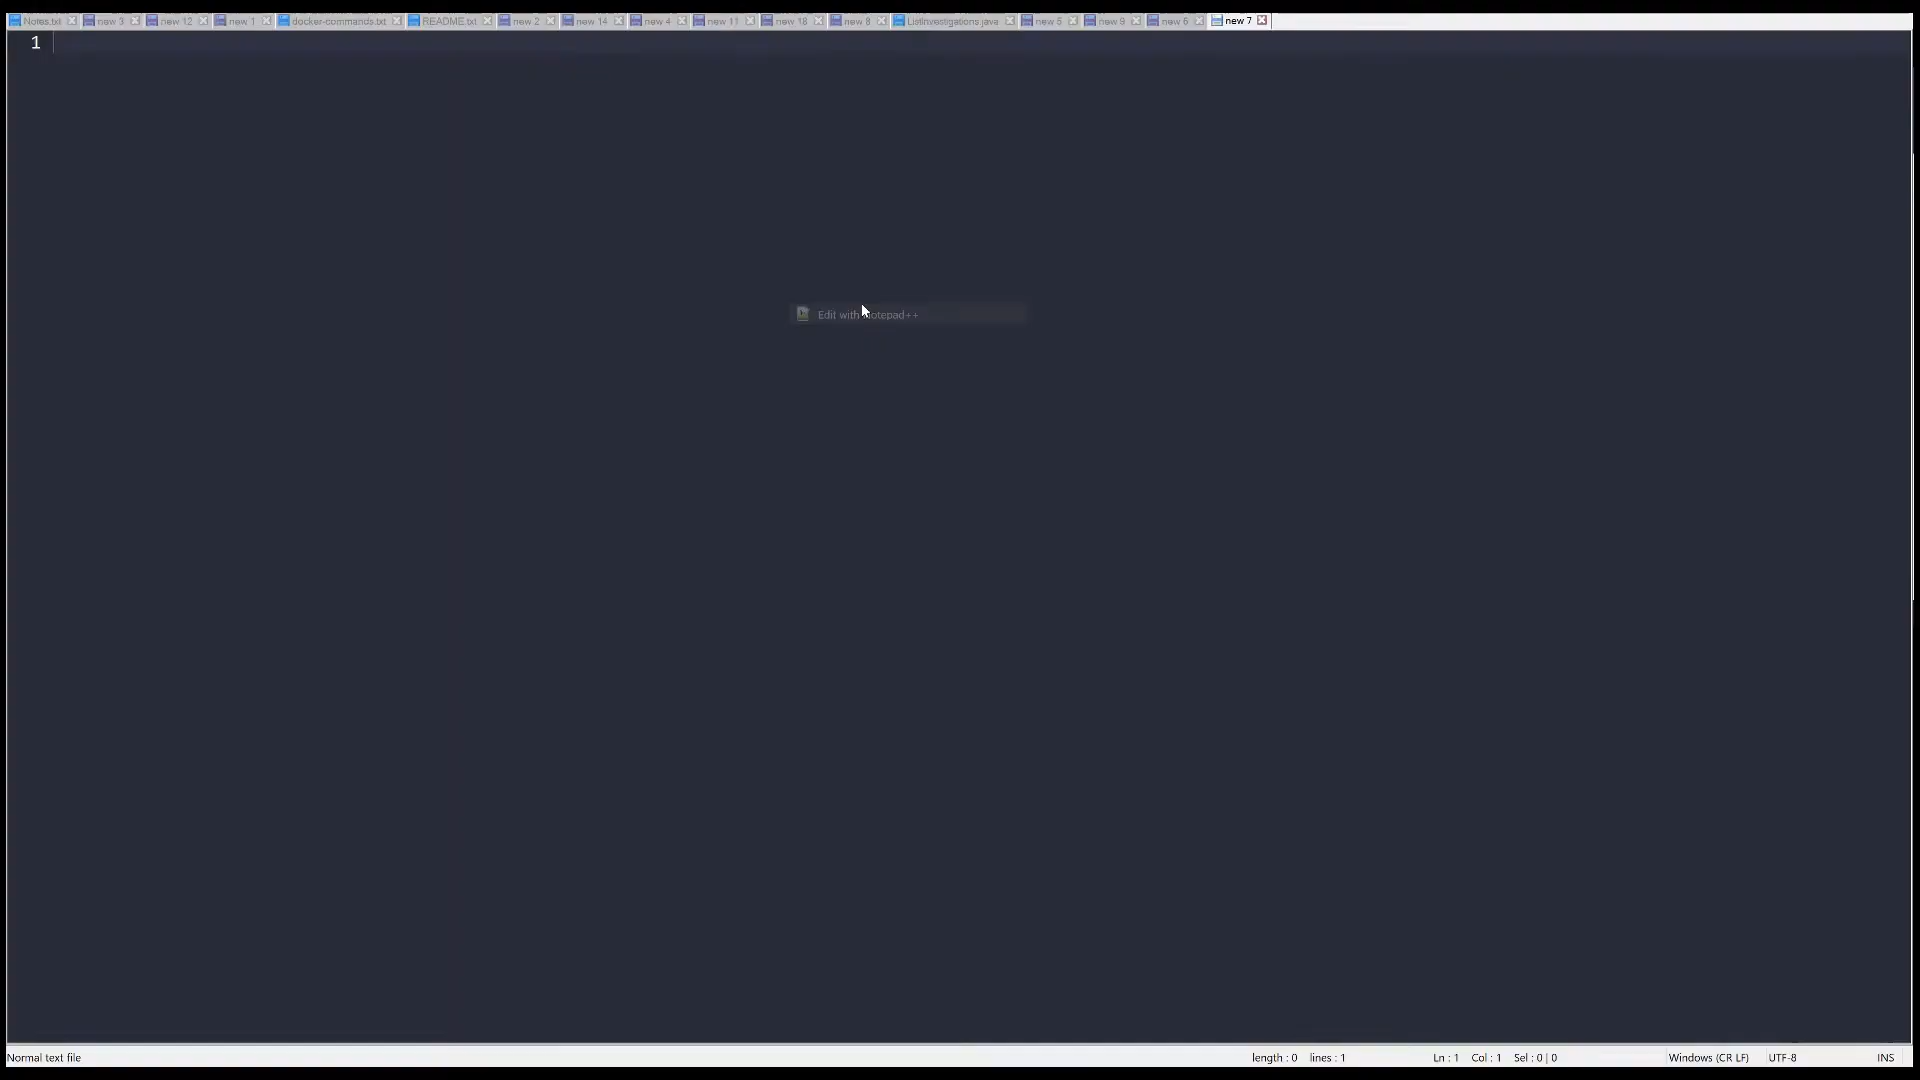 Notes.txt new 3 new 12 new 1 docker-commands.txt README.txt new 2 new 14 new 4 new 11 new 18 new 8 ListInvestigations.java new 5 new 9 new 6 new 7
1
Edit with Notepad++
Normal text file length : 0 lines : 1 Ln : 1 Col : 1 Sel : 0 | 0 Windows (CR LF) UTF-8 INS